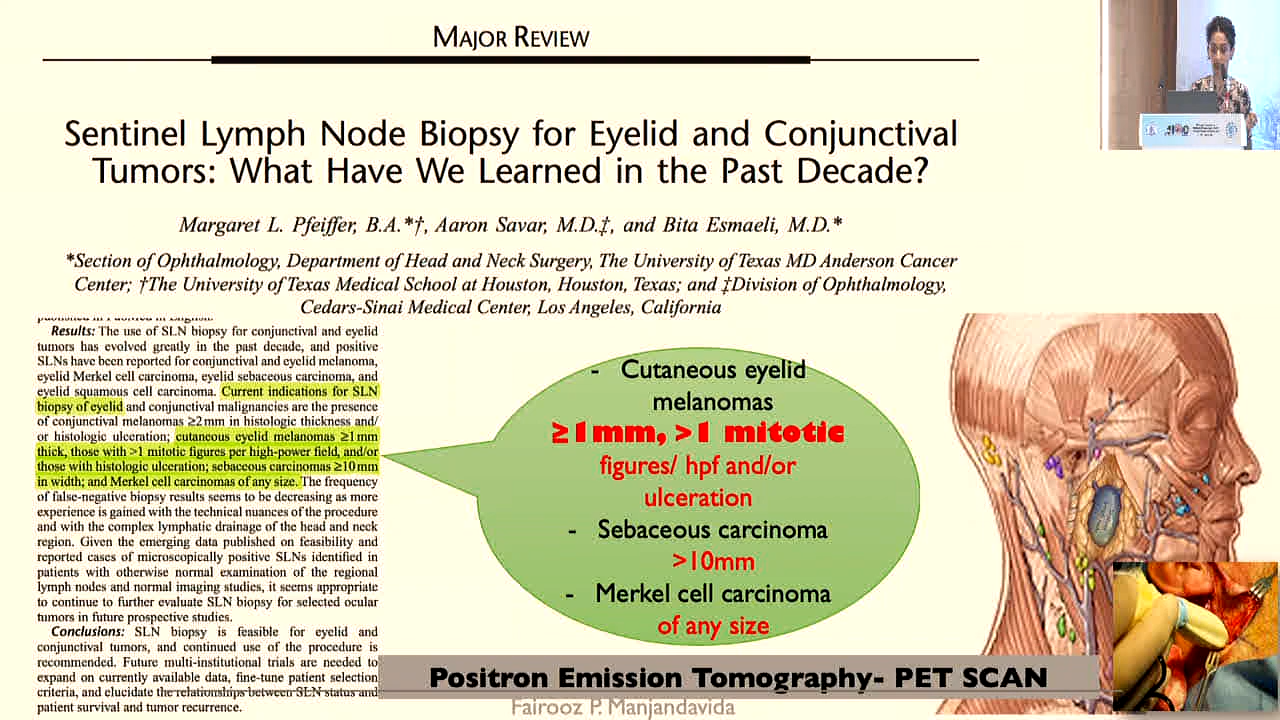 MAJOR REVIEW
Sentinel Lymph Node Biopsy for Eyelid and Conjunctival
Tumors: What Have We Learned in the Past Decade?
Margaret L. Pfeiffer, B.A.*†, Aaron Savar, M.D.‡, and Bita Esmaeli, M.D.*
*Section of Ophthalmology, Department of Head and Neck Surgery, The University of Texas MD Anderson Cancer
Center; †The University of Texas Medical School at Houston, Houston, Texas; and ‡Division of Ophthalmology,
Cedars-Sinai Medical Center, Los Angeles, California
published in PubMed in English.
Results: The use of SLN biopsy for conjunctival and eyelid
tumors has evolved greatly in the past decade, and positive
SLNs have been reported for conjunctival and eyelid melanoma,
eyelid Merkel cell carcinoma, eyelid sebaceous carcinoma, and
eyelid squamous cell carcinoma. Current indications for SLN
biopsy of eyelid and conjunctival malignancies are the presence
of conjunctival melanomas ≥2 mm in histologic thickness and/
or histologic ulceration; cutaneous eyelid melanomas ≥1 mm
thick, those with >1 mitotic figures per high-power field, and/or
those with histologic ulceration; sebaceous carcinomas ≥10 mm
in width; and Merkel cell carcinomas of any size. The frequency
of false-negative biopsy results seems to be decreasing as more
experience is gained with the technical nuances of the procedure
and with the complex lymphatic drainage of the head and neck
region. Given the emerging data published on feasibility and
reported cases of microscopically positive SLNs identified in
patients with otherwise normal examination of the regional
lymph nodes and normal imaging studies, it seems appropriate
to continue to further evaluate SLN biopsy for selected ocular
tumors in future prospective studies.
Conclusions: SLN biopsy is feasible for eyelid and
conjunctival tumors, and continued use of the procedure is
recommended. Future multi-institutional trials are needed to
expand on currently available data, fine-tune patient selection
criteria, and elucidate the relationships between SLN status and
patient survival and tumor recurrence.
- Cutaneous eyelid
melanomas
≥1mm, >1 mitotic
figures/ hpf and/or
ulceration
- Sebaceous carcinoma
>10mm
- Merkel cell carcinoma
of any size
Positron Emission Tomography- PET SCAN
Fairooz P. Manjandavida